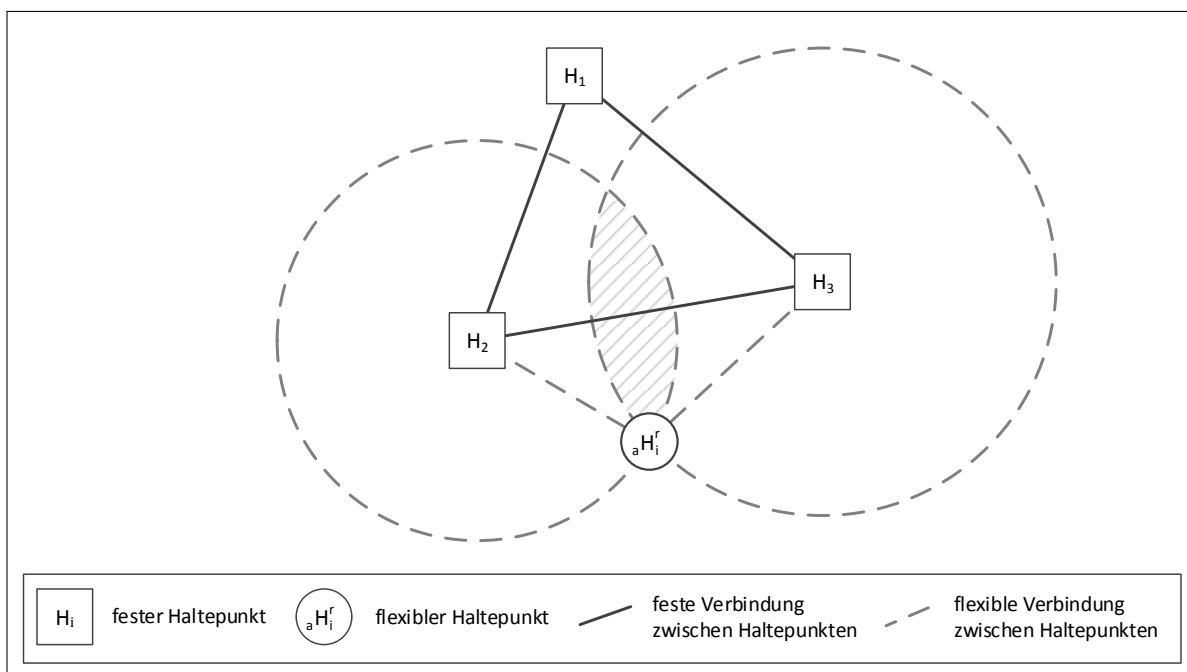 H₁
H₃
H₂
ₐHᵢʳ
Hᵢ fester Haltepunkt
ₐHᵢʳ flexibler Haltepunkt
feste Verbindung
zwischen Haltepunkten
flexible Verbindung
zwischen Haltepunkten